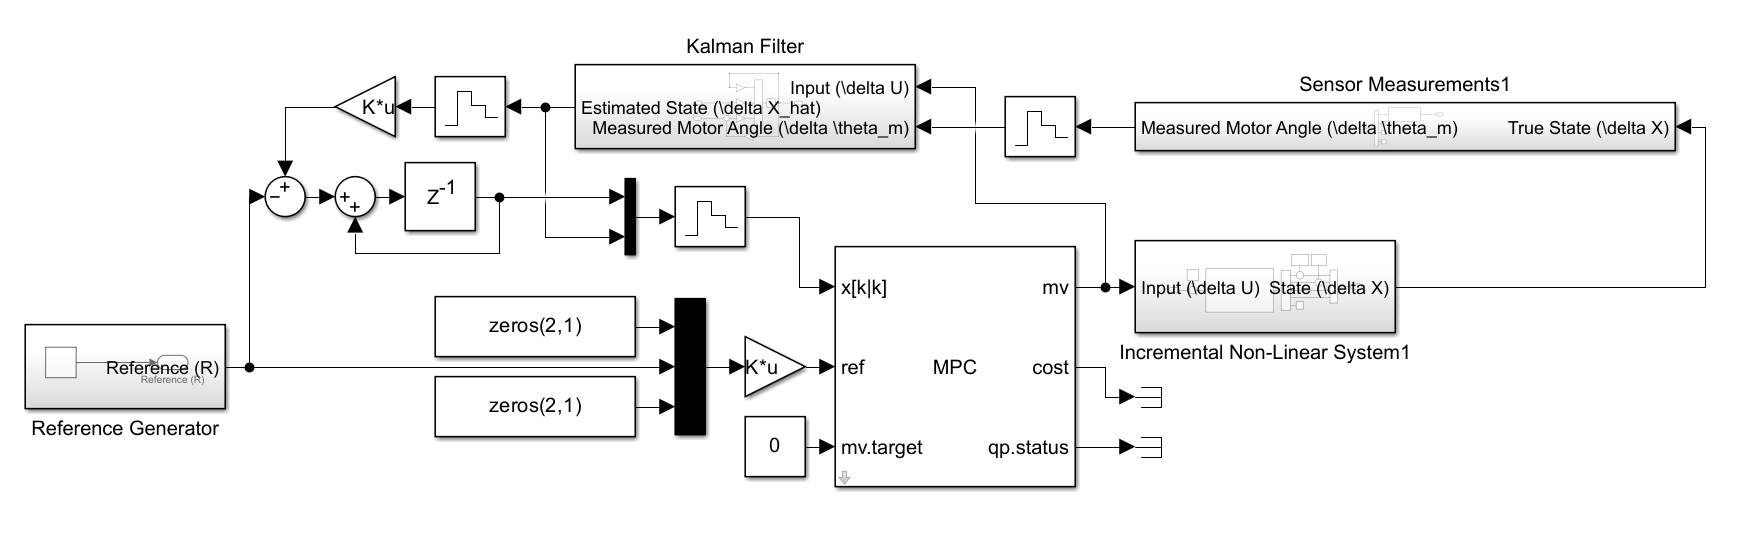 Kalman Filter
Input (\delta U)
Estimated State (\delta X_hat)
Measured Motor Angle (\delta \theta_m)
Sensor Measurements1
Measured Motor Angle (\delta \theta_m)
True State (\delta X)
K*u
+
−
+
+
Z-1
x[k|k]
mv
Input (\delta U)
State (\delta X)
Incremental Non-Linear System1
zeros(2,1)
Reference (R)
Reference (R)
Reference Generator
K*u
ref
MPC
cost
zeros(2,1)
0
mv.target
qp.status